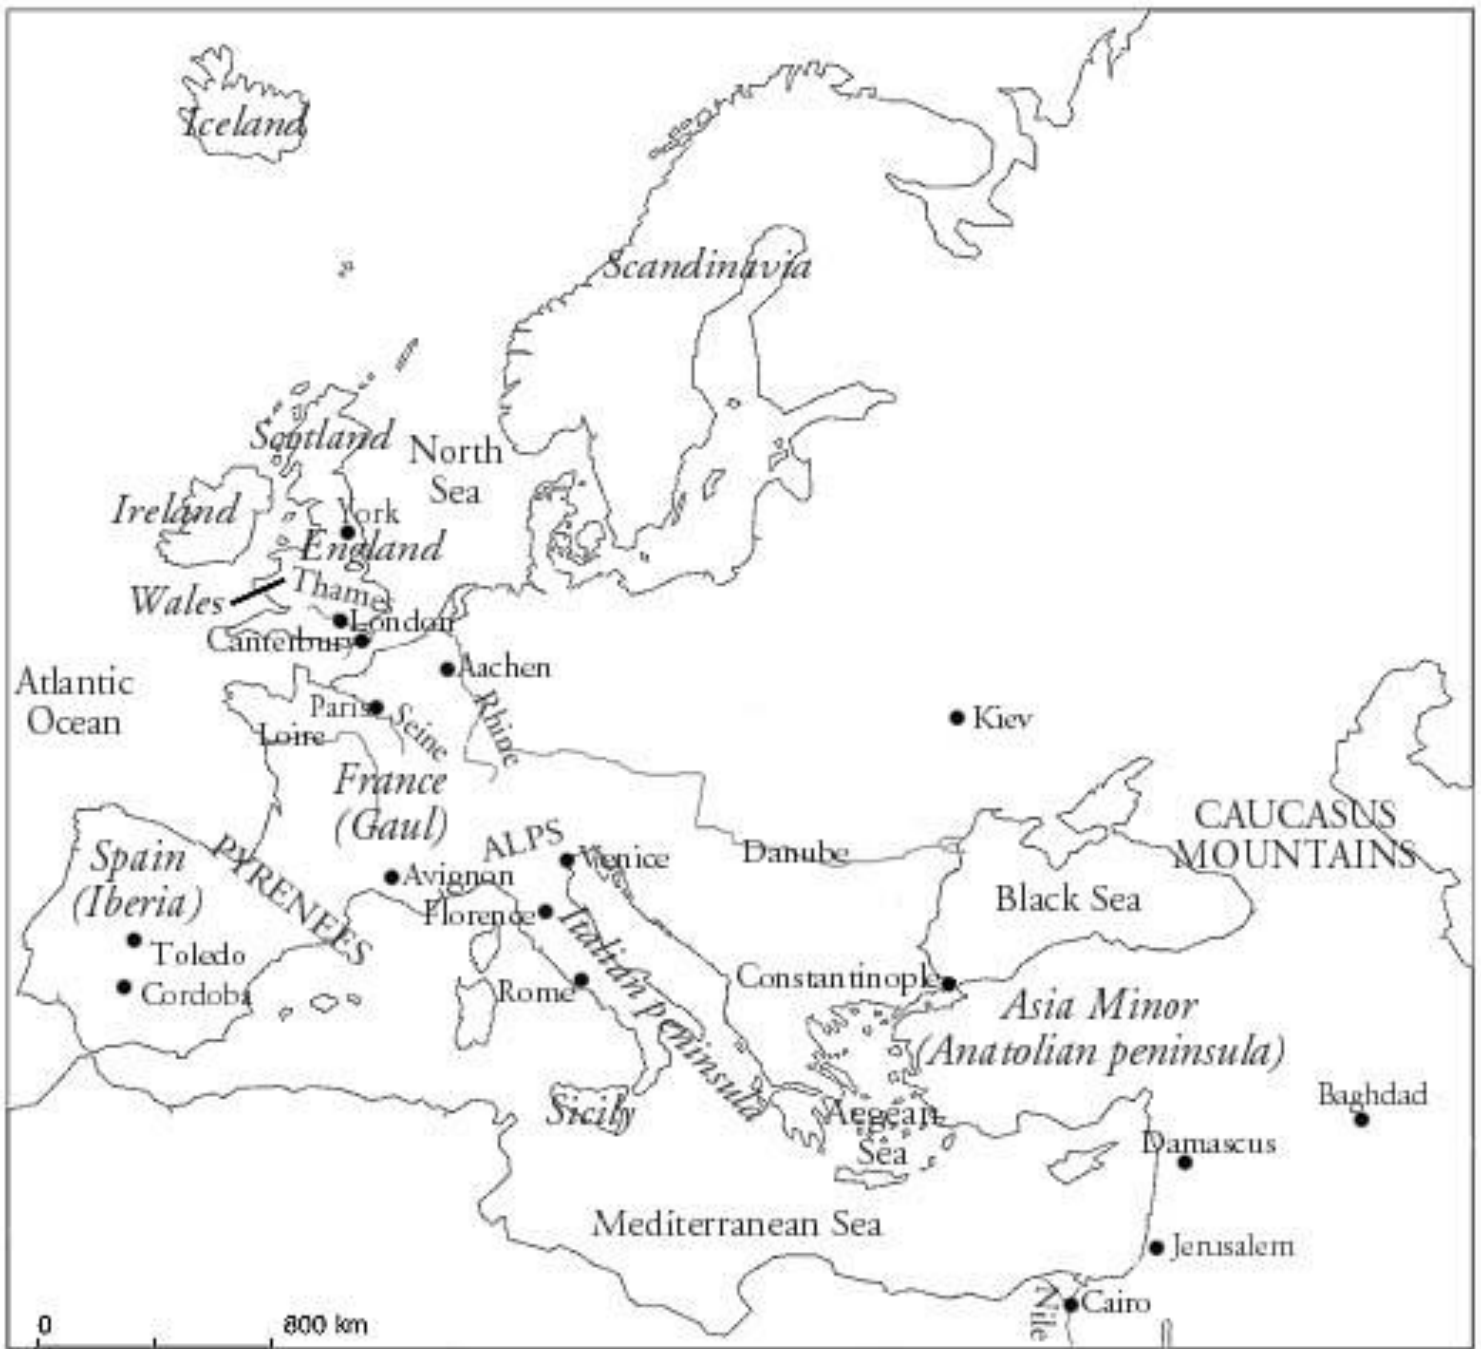 Iceland
Scandinavia
Scotland
North
Sea
Ireland
York
England
Wales
Thames
London
Canterbury
Aachen
Atlantic
Ocean
Paris
Seine
Rhine
Kiev
Loire
France
(Gaul)
CAUCASUS
MOUNTAINS
ALPS
Venice
Danube
Spain
(Iberia)
PYRENEES
Avignon
Black Sea
Florence
Italian peninsula
Toledo
Cordoba
Rome
Constantinople
Asia Minor
(Anatolian peninsula)
Baghdad
Sicily
Aegean
Sea
Damascus
Mediterranean Sea
Jerusalem
Nile
Cairo
0
800 km